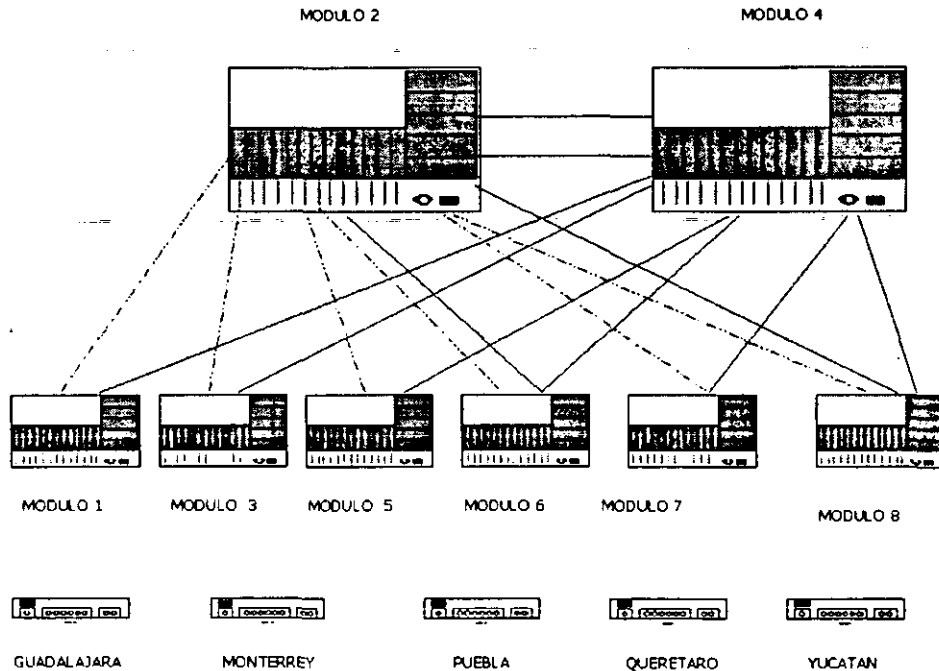 MODULO 2
MODULO 4
MODULO 1
MODULO 3
MODULO 5
MODULO 6
MODULO 7
MODULO 8
GUADALAJARA
MONTERREY
PUEBLA
QUERETARO
YUCATAN